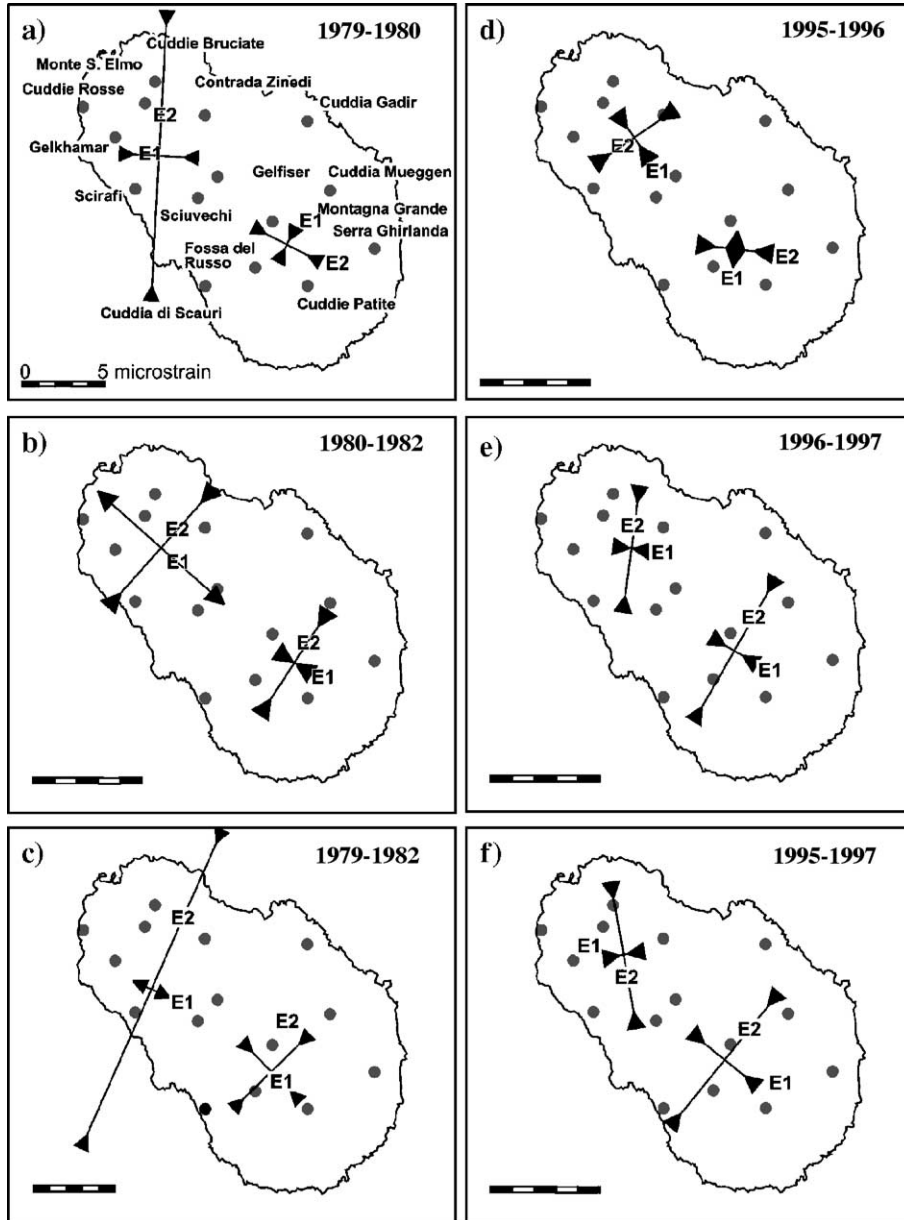 a) 1979-1980
Cuddie Bruciate
Monte S. Elmo
Contrada Zinedi
Cuddie Rosse
Cuddia Gadir
E2
Gelkhamar E1
Gelfiser Cuddia Mueggen
Scirafi
Sciuvechi E1 Montagna Grande
Serra Ghirlanda
Fossa del
Russo E2
Cuddia di Scauri Cuddie Patite
0 5 microstrain
d) 1995-1996
E2
E1
E1 E2
b) 1980-1982
E2
E1
E2
E1
e) 1996-1997
E2
E1
E2
E1
c) 1979-1982
E2
E1
E2
E1
f) 1995-1997
E1
E2
E2
E1